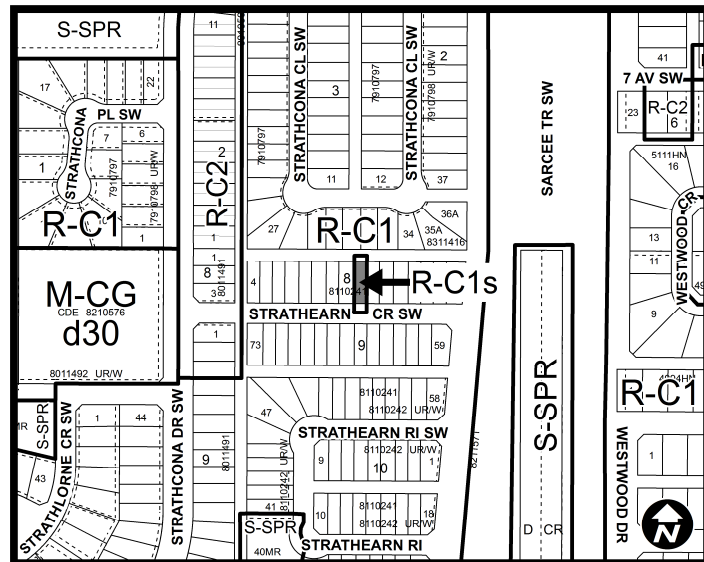 S-SPR
11
STRATHCONA CL SW
STRATHCONA CL SW
UR/W
2
41
7 AV SW
17
22
3
7910797
7910798
SARCEE TR SW
23
R-C2
6
PL SW
7
6
STRATHCONA
7910797
7910798 UR/W
2
7910797
5111HN
16
1
R-C2
11
12
37
WESTWOOD CR
R-C1
1
1
27
R-C1
34
35A
36A
8311416
13
11
M-CG
CDE 8210576
d30
8
8011491
1
3
4
8
R-C1s
STRATHEARN CR SW
9
1
73
9
59
8011492 UR/W
S-SPR
8110241
8110242 UR/W
58
R-C1
S-SPR
STRATHLORNE CR SW
1
44
STRATHCONA DR SW
9
8011491
47
STRATHEARN RI SW
8110242 UR/W
9
10
1
8211571
WESTWOOD DR
1
43
8110242 UR/W
41
10
8110241
8110242 UR/W
18
S-SPR
40MR
STRATHEARN RI
D CR
N